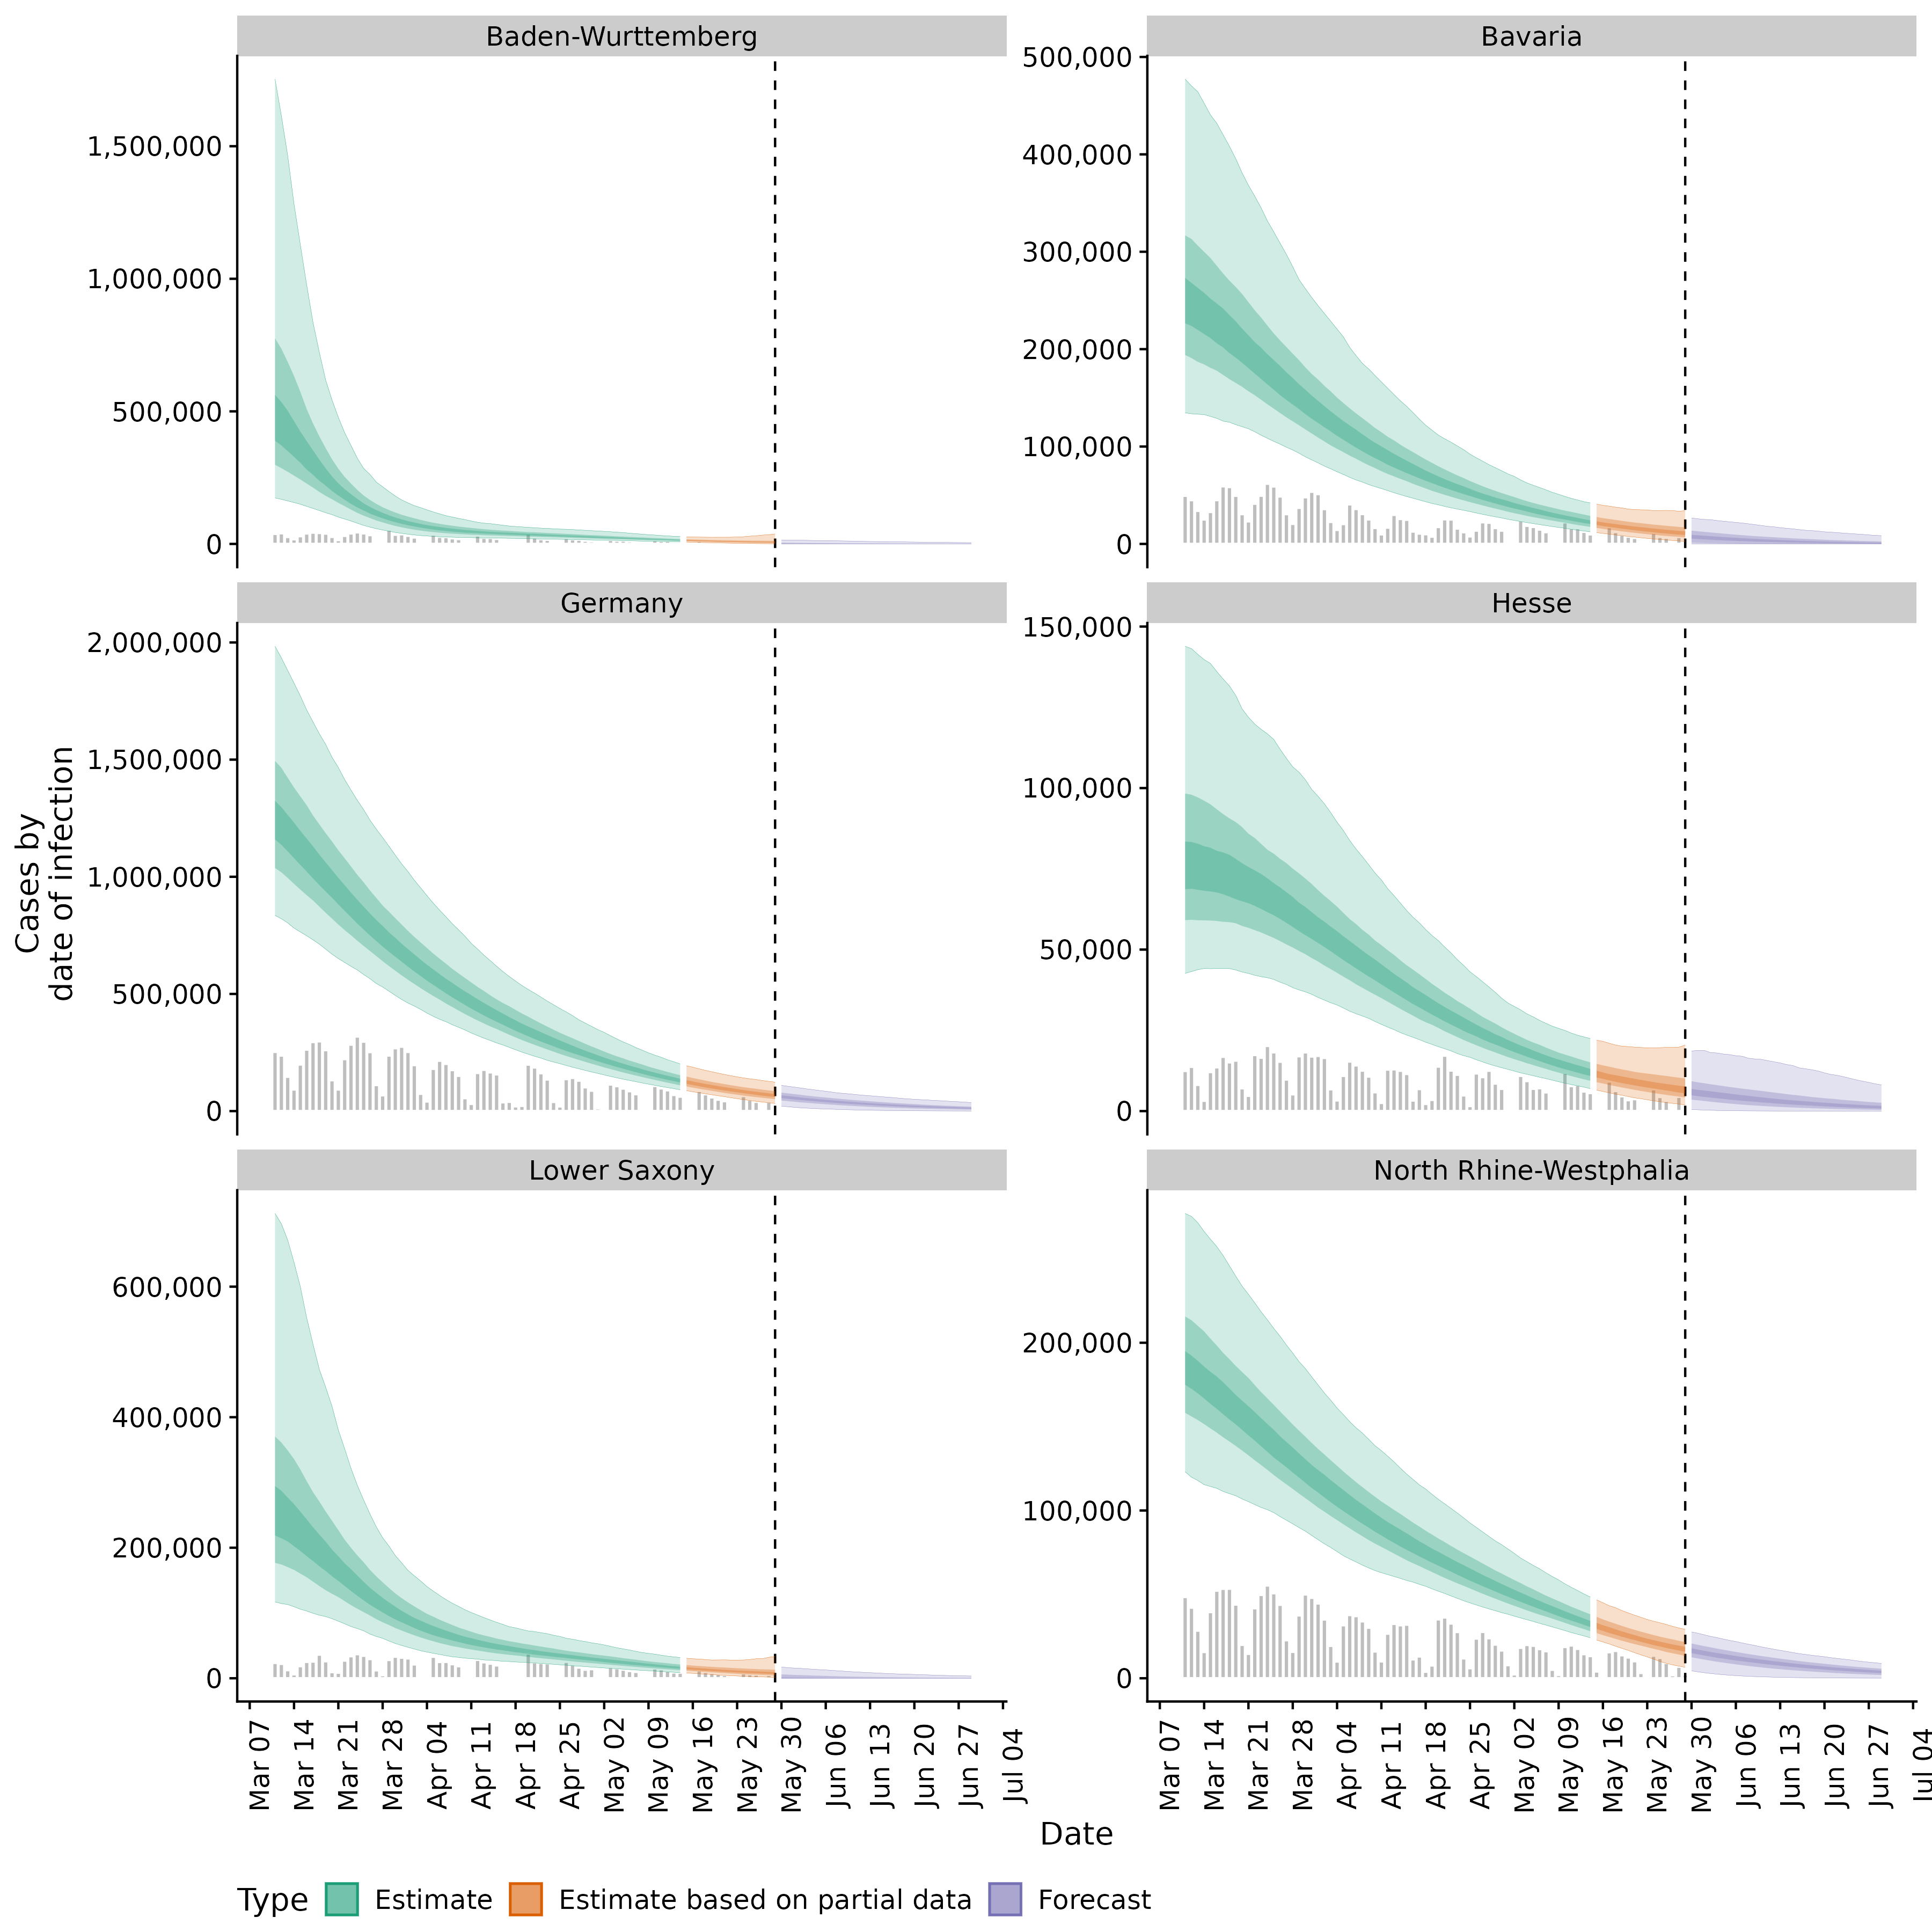 Baden-Wurttemberg
Bavaria
1,500,000
1,000,000
500,000
0
500,000
400,000
300,000
200,000
100,000
0
Germany
Hesse
2,000,000
1,500,000
1,000,000
500,000
0
150,000
100,000
50,000
0
Cases by
date of infection
Lower Saxony
North Rhine-Westphalia
600,000
400,000
200,000
0
200,000
100,000
0
Mar 07
Mar 14
Mar 21
Mar 28
Apr 04
Apr 11
Apr 18
Apr 25
May 02
May 09
May 16
May 23
May 30
Jun 06
Jun 13
Jun 20
Jun 27
Jul 04
Mar 07
Mar 14
Mar 21
Mar 28
Apr 04
Apr 11
Apr 18
Apr 25
May 02
May 09
May 16
May 23
May 30
Jun 06
Jun 13
Jun 20
Jun 27
Jul 04
Date
Type Estimate Estimate based on partial data Forecast